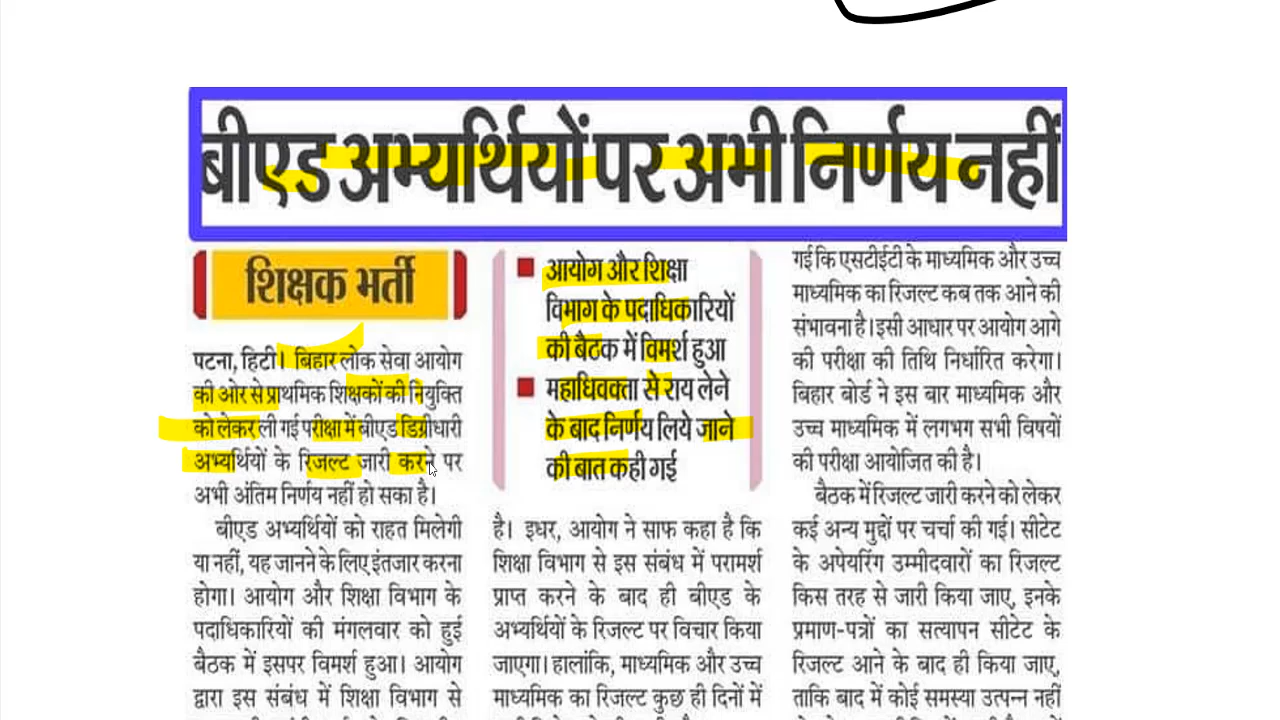 बीएड अभ्यर्थियों पर अभी निर्णय नहीं
शिक्षक भर्ती
पटना, हिटी। बिहार लोक सेवा आयोग
की ओर से प्राथमिक शिक्षकों की नियुक्ति
को लेकर ली गई परीक्षा में बीएड डिग्रीधारी
अभ्यर्थियों के रिजल्ट जारी करने पर
अभी अंतिम निर्णय नहीं हो सका है।
बीएड अभ्यर्थियों को राहत मिलेगी
या नहीं, यह जानने के लिए इंतजार करना
होगा। आयोग और शिक्षा विभाग के
पदाधिकारियों की मंगलवार को हुई
बैठक में इसपर विमर्श हुआ। आयोग
द्वारा इस संबंध में शिक्षा विभाग से
आयोग और शिक्षा
विभाग के पदाधिकारियों
की बैठक में विमर्श हुआ
महाधिवक्ता से राय लेने
के बाद निर्णय लिये जाने
की बात कही गई
है। इधर, आयोग ने साफ कहा है कि
शिक्षा विभाग से इस संबंध में परामर्श
प्राप्त करने के बाद ही बीएड के
अभ्यर्थियों के रिजल्ट पर विचार किया
जाएगा। हालांकि, माध्यमिक और उच्च
माध्यमिक का रिजल्ट कुछ ही दिनों में
गई कि एसटीईटी के माध्यमिक और उच्च
माध्यमिक का रिजल्ट कब तक आने की
संभावना है। इसी आधार पर आयोग आगे
की परीक्षा की तिथि निर्धारित करेगा।
बिहार बोर्ड ने इस बार माध्यमिक और
उच्च माध्यमिक में लगभग सभी विषयों
की परीक्षा आयोजित की है।
बैठक में रिजल्ट जारी करने को लेकर
कई अन्य मुद्दों पर चर्चा की गई। सीटेट
के अपेयरिंग उम्मीदवारों का रिजल्ट
किस तरह से जारी किया जाए, इनके
प्रमाण-पत्रों का सत्यापन सीटेट के
रिजल्ट आने के बाद ही किया जाए,
ताकि बाद में कोई समस्या उत्पन्न नहीं